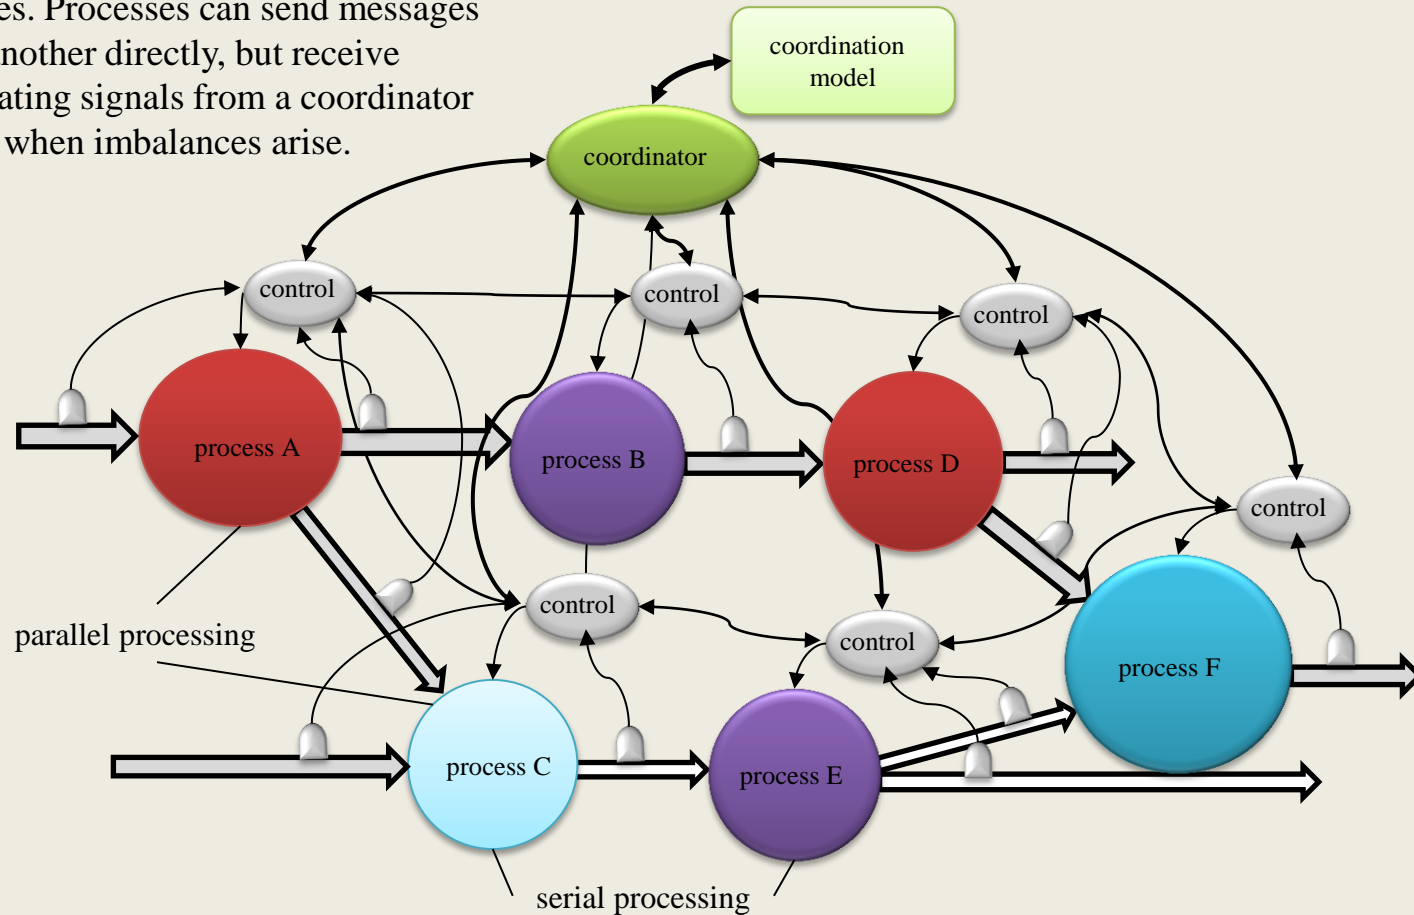 es. Processes can send messages
another directly, but receive
ating signals from a coordinator
when imbalances arise.
coordination
model
coordinator
control
control
control
process A
process B
process D
control
control
control
parallel processing
process F
process C
process E
serial processing